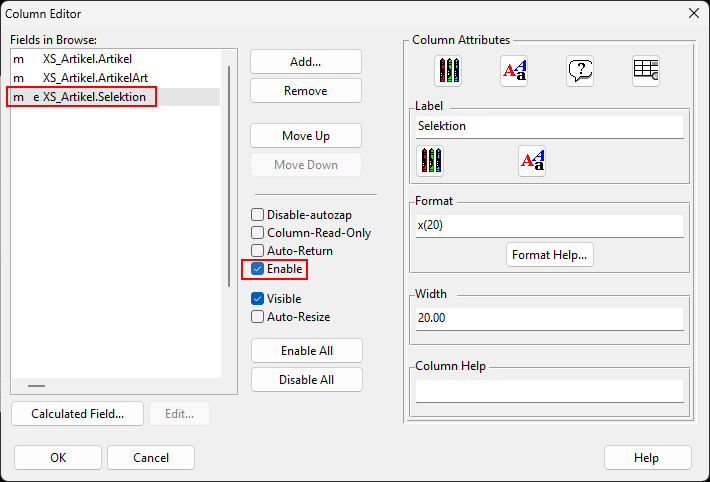 Column Editor
Fields in Browse:
m XS_Artikel.Artikel
m XS_Artikel.ArtikelArt
m e XS_Artikel.Selektion
Add...
Remove
Move Up
Move Down
Disable-autozap
Column-Read-Only
Auto-Return
Enable
Visible
Auto-Resize
Enable All
Disable All
Calculated Field...
Edit...
Column Attributes
Label
Selektion
Format
x(20)
Format Help...
Width
20.00
Column Help
OK
Cancel
Help